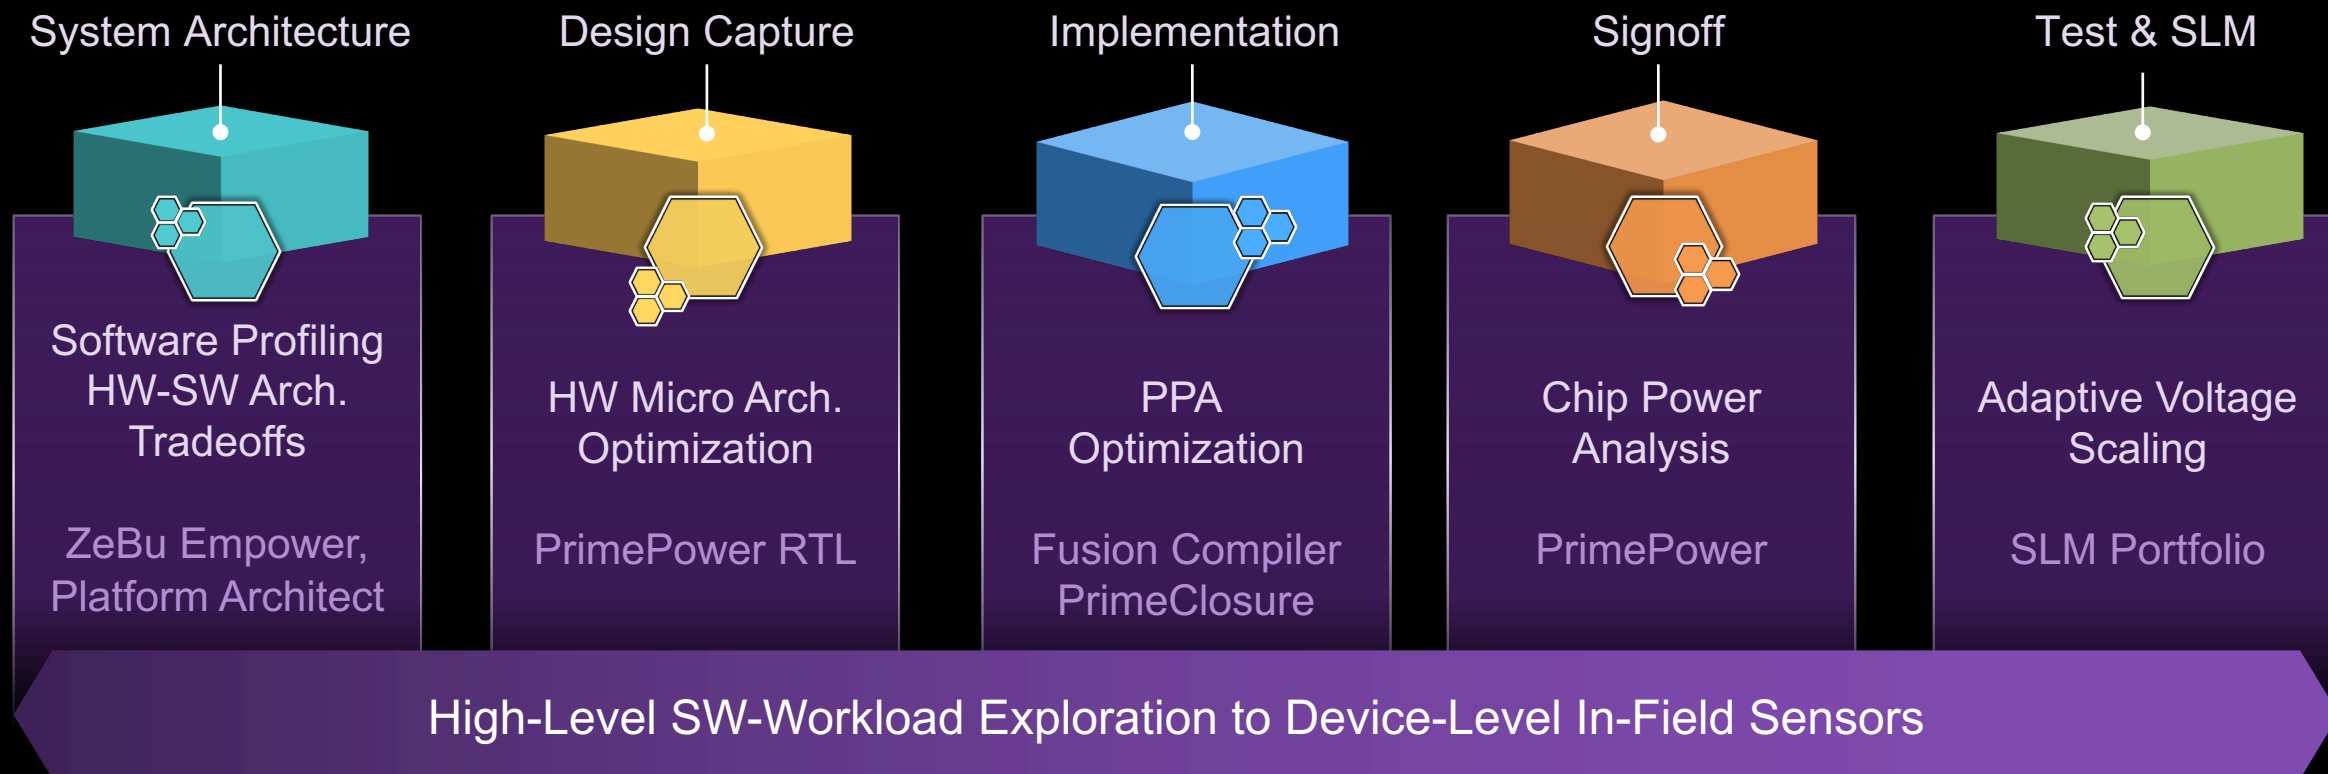 System Architecture
Design Capture
Implementation
Signoff
Test & SLM
Software Profiling
HW-SW Arch.
Tradeoffs
ZeBu Empower,
Platform Architect
HW Micro Arch.
Optimization
PrimePower RTL
PPA
Optimization
Fusion Compiler
PrimeClosure
Chip Power
Analysis
PrimePower
Adaptive Voltage
Scaling
SLM Portfolio
High-Level SW-Workload Exploration to Device-Level In-Field Sensors